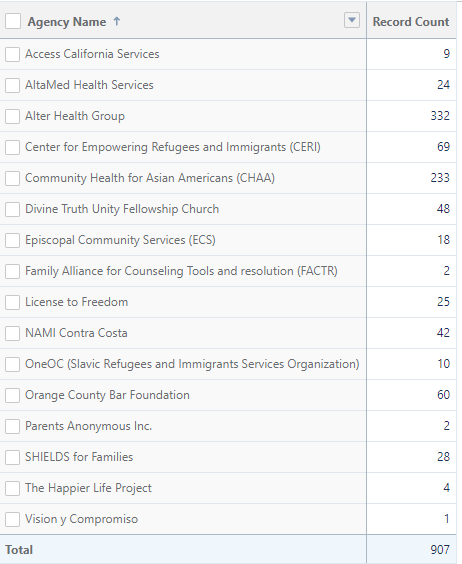 Agency Name ↑ Record Count
Access California Services 9
AltaMed Health Services 24
Alter Health Group 332
Center for Empowering Refugees and Immigrants (CERI) 69
Community Health for Asian Americans (CHAA) 233
Divine Truth Unity Fellowship Church 48
Episcopal Community Services (ECS) 18
Family Alliance for Counseling Tools and resolution (FACTR) 2
License to Freedom 25
NAMI Contra Costa 42
OneOC (Slavic Refugees and Immigrants Services Organization) 10
Orange County Bar Foundation 60
Parents Anonymous Inc. 2
SHIELDS for Families 28
The Happier Life Project 4
Vision y Compromiso 1
Total 907